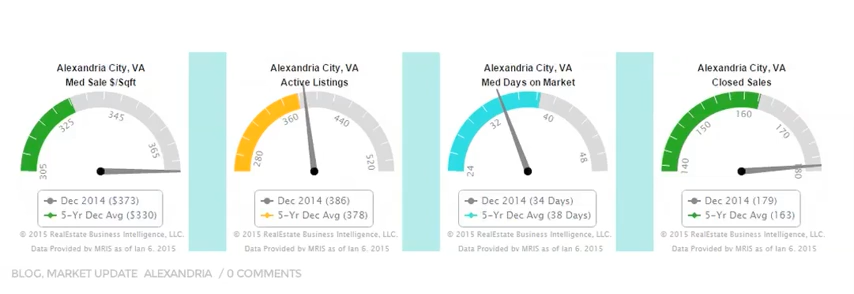 Alexandria City, VA
Med Sale $/Sqft
305
325
345
365
Dec 2014 ($373)
5-Yr Dec Avg ($330)
© 2015 RealEstate Business Intelligence, LLC.
Data Provided by MRIS as of Jan 6. 2015
Alexandria City, VA
Active Listings
280
360
440
520
Dec 2014 (386)
5-Yr Dec Avg (378)
© 2015 RealEstate Business Intelligence, LLC.
Data Provided by MRIS as of Jan 6. 2015
Alexandria City, VA
Med Days on Market
24
32
40
48
Dec 2014 (34 Days)
5-Yr Dec Avg (38 Days)
© 2015 RealEstate Business Intelligence, LLC.
Data Provided by MRIS as of Jan 6. 2015
Alexandria City, VA
Closed Sales
140
150
160
170
Dec 2014 (179)
5-Yr Dec Avg (163)
© 2015 RealEstate Business Intelligence, LLC.
Data Provided by MRIS as of Jan 6. 2015
BLOG, MARKET UPDATE ALEXANDRIA / 0 COMMENTS